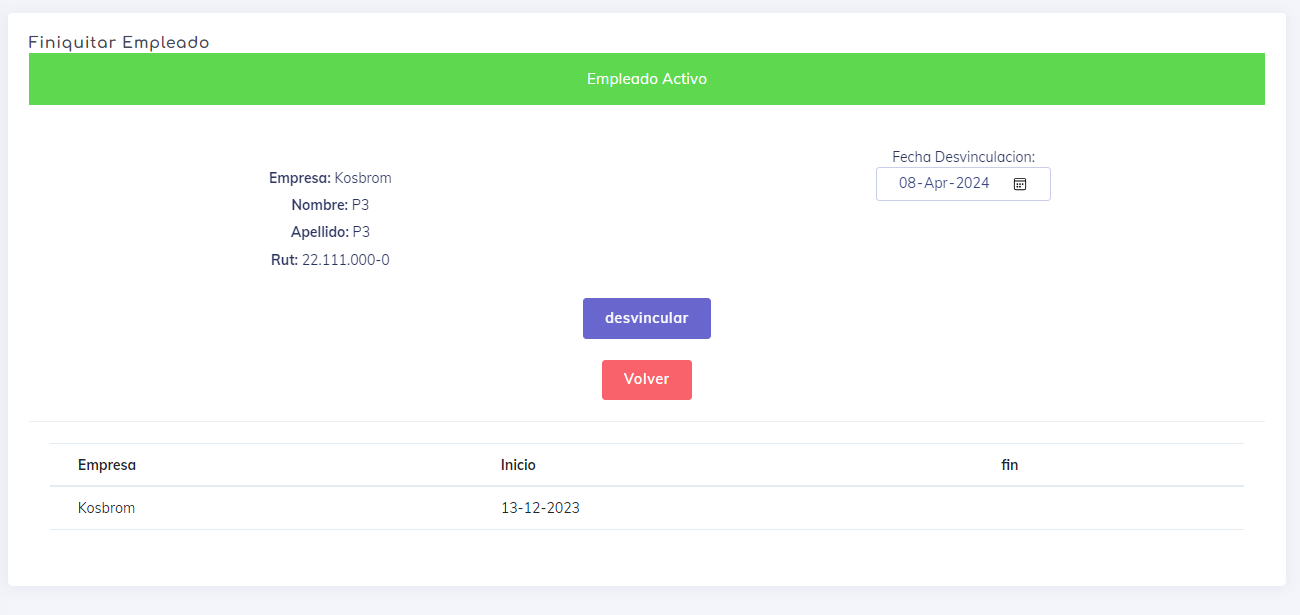 Finiquitar Empleado
Empleado Activo
Fecha Desvinculacion:
08-Apr-2024
Empresa: Kosbrom
Nombre: P3
Apellido: P3
Rut: 22.111.000-0
desvincular
Volver
Empresa Inicio fin
Kosbrom 13-12-2023